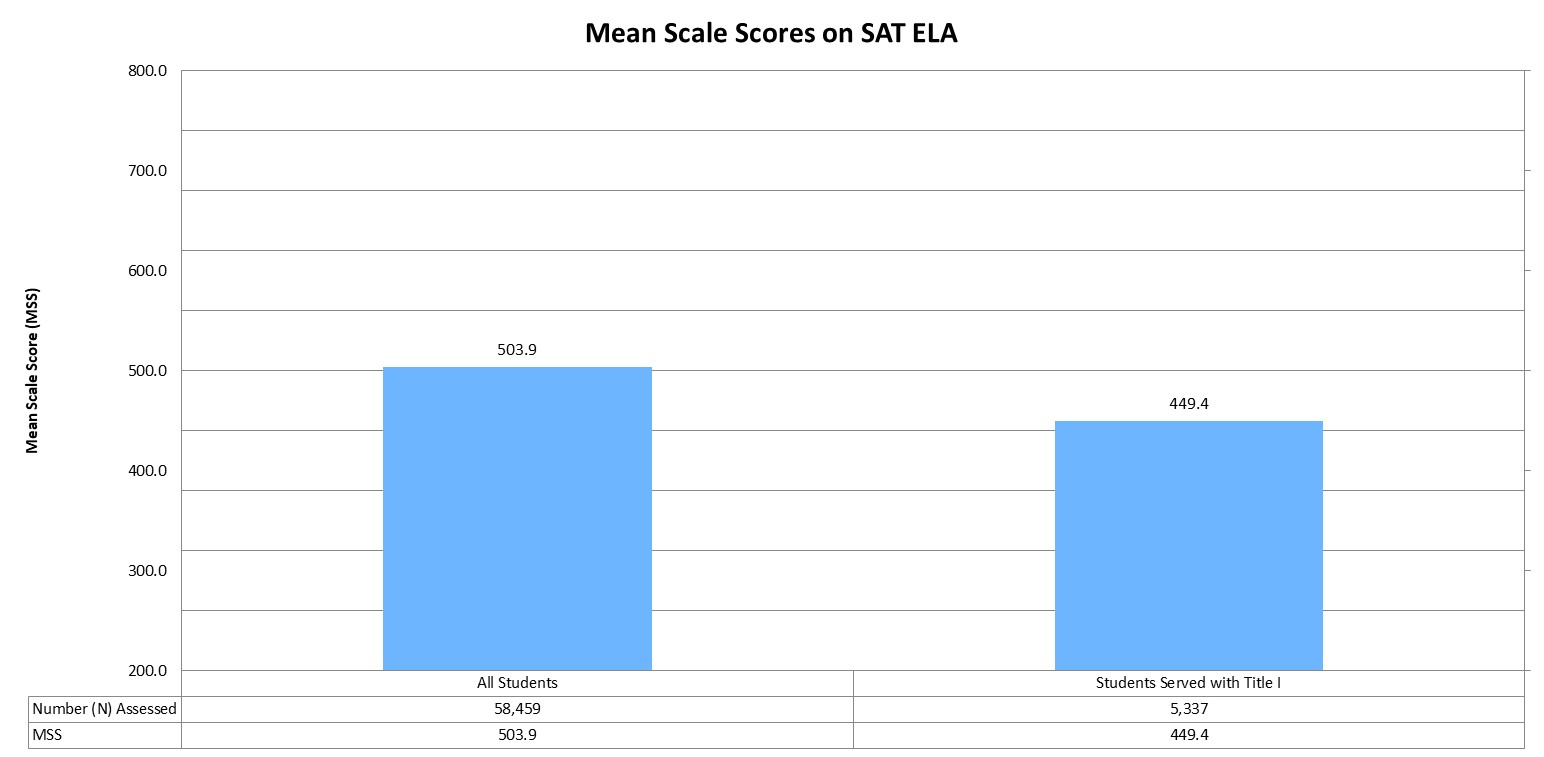 Mean Scale Scores on SAT ELA
Mean Scale Score (MSS)
800.0
700.0
600.0
500.0
400.0
300.0
200.0
503.9
449.4
All Students Students Served with Title I
Number (N) Assessed 58,459 5,337
MSS 503.9 449.4